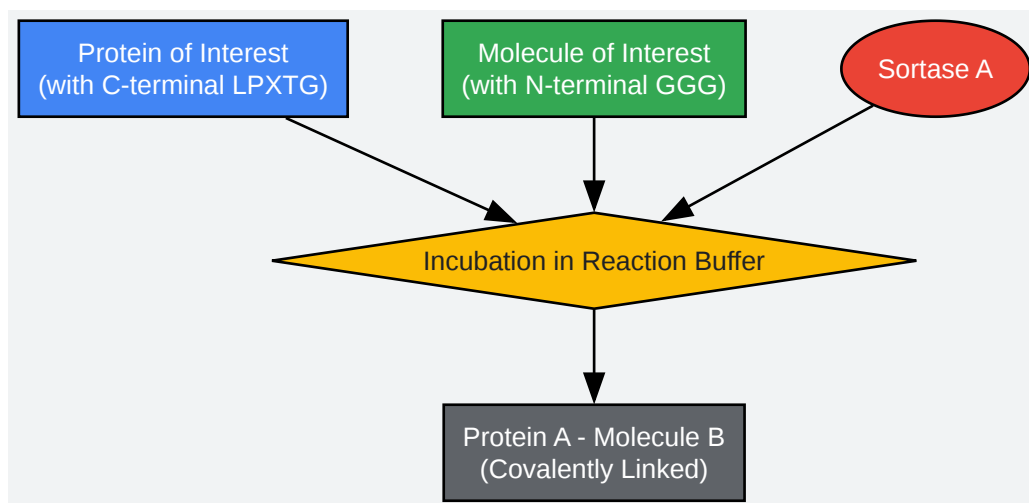 Protein of Interest
(with C-terminal LPXTG)
Molecule of Interest
(with N-terminal GGG)
Sortase A
Incubation in Reaction Buffer
Protein A - Molecule B
(Covalently Linked)